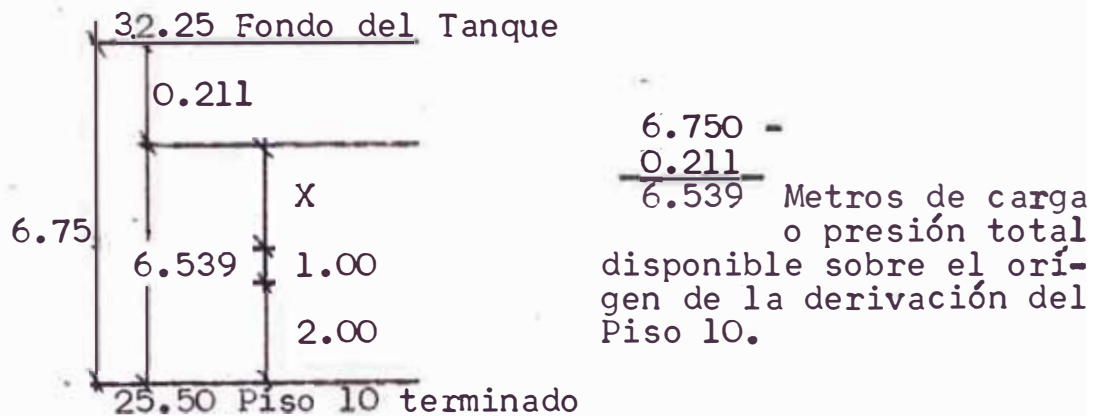 32.25 Fondo del Tanque
0.211
X
6.75
6.539
1.00
2.00
25.50 Piso 10 terminado
6.750 -
0.211
6.539 Metros de carga
o presión total
disponible sobre el orí-
gen de la derivación del
Piso 10.